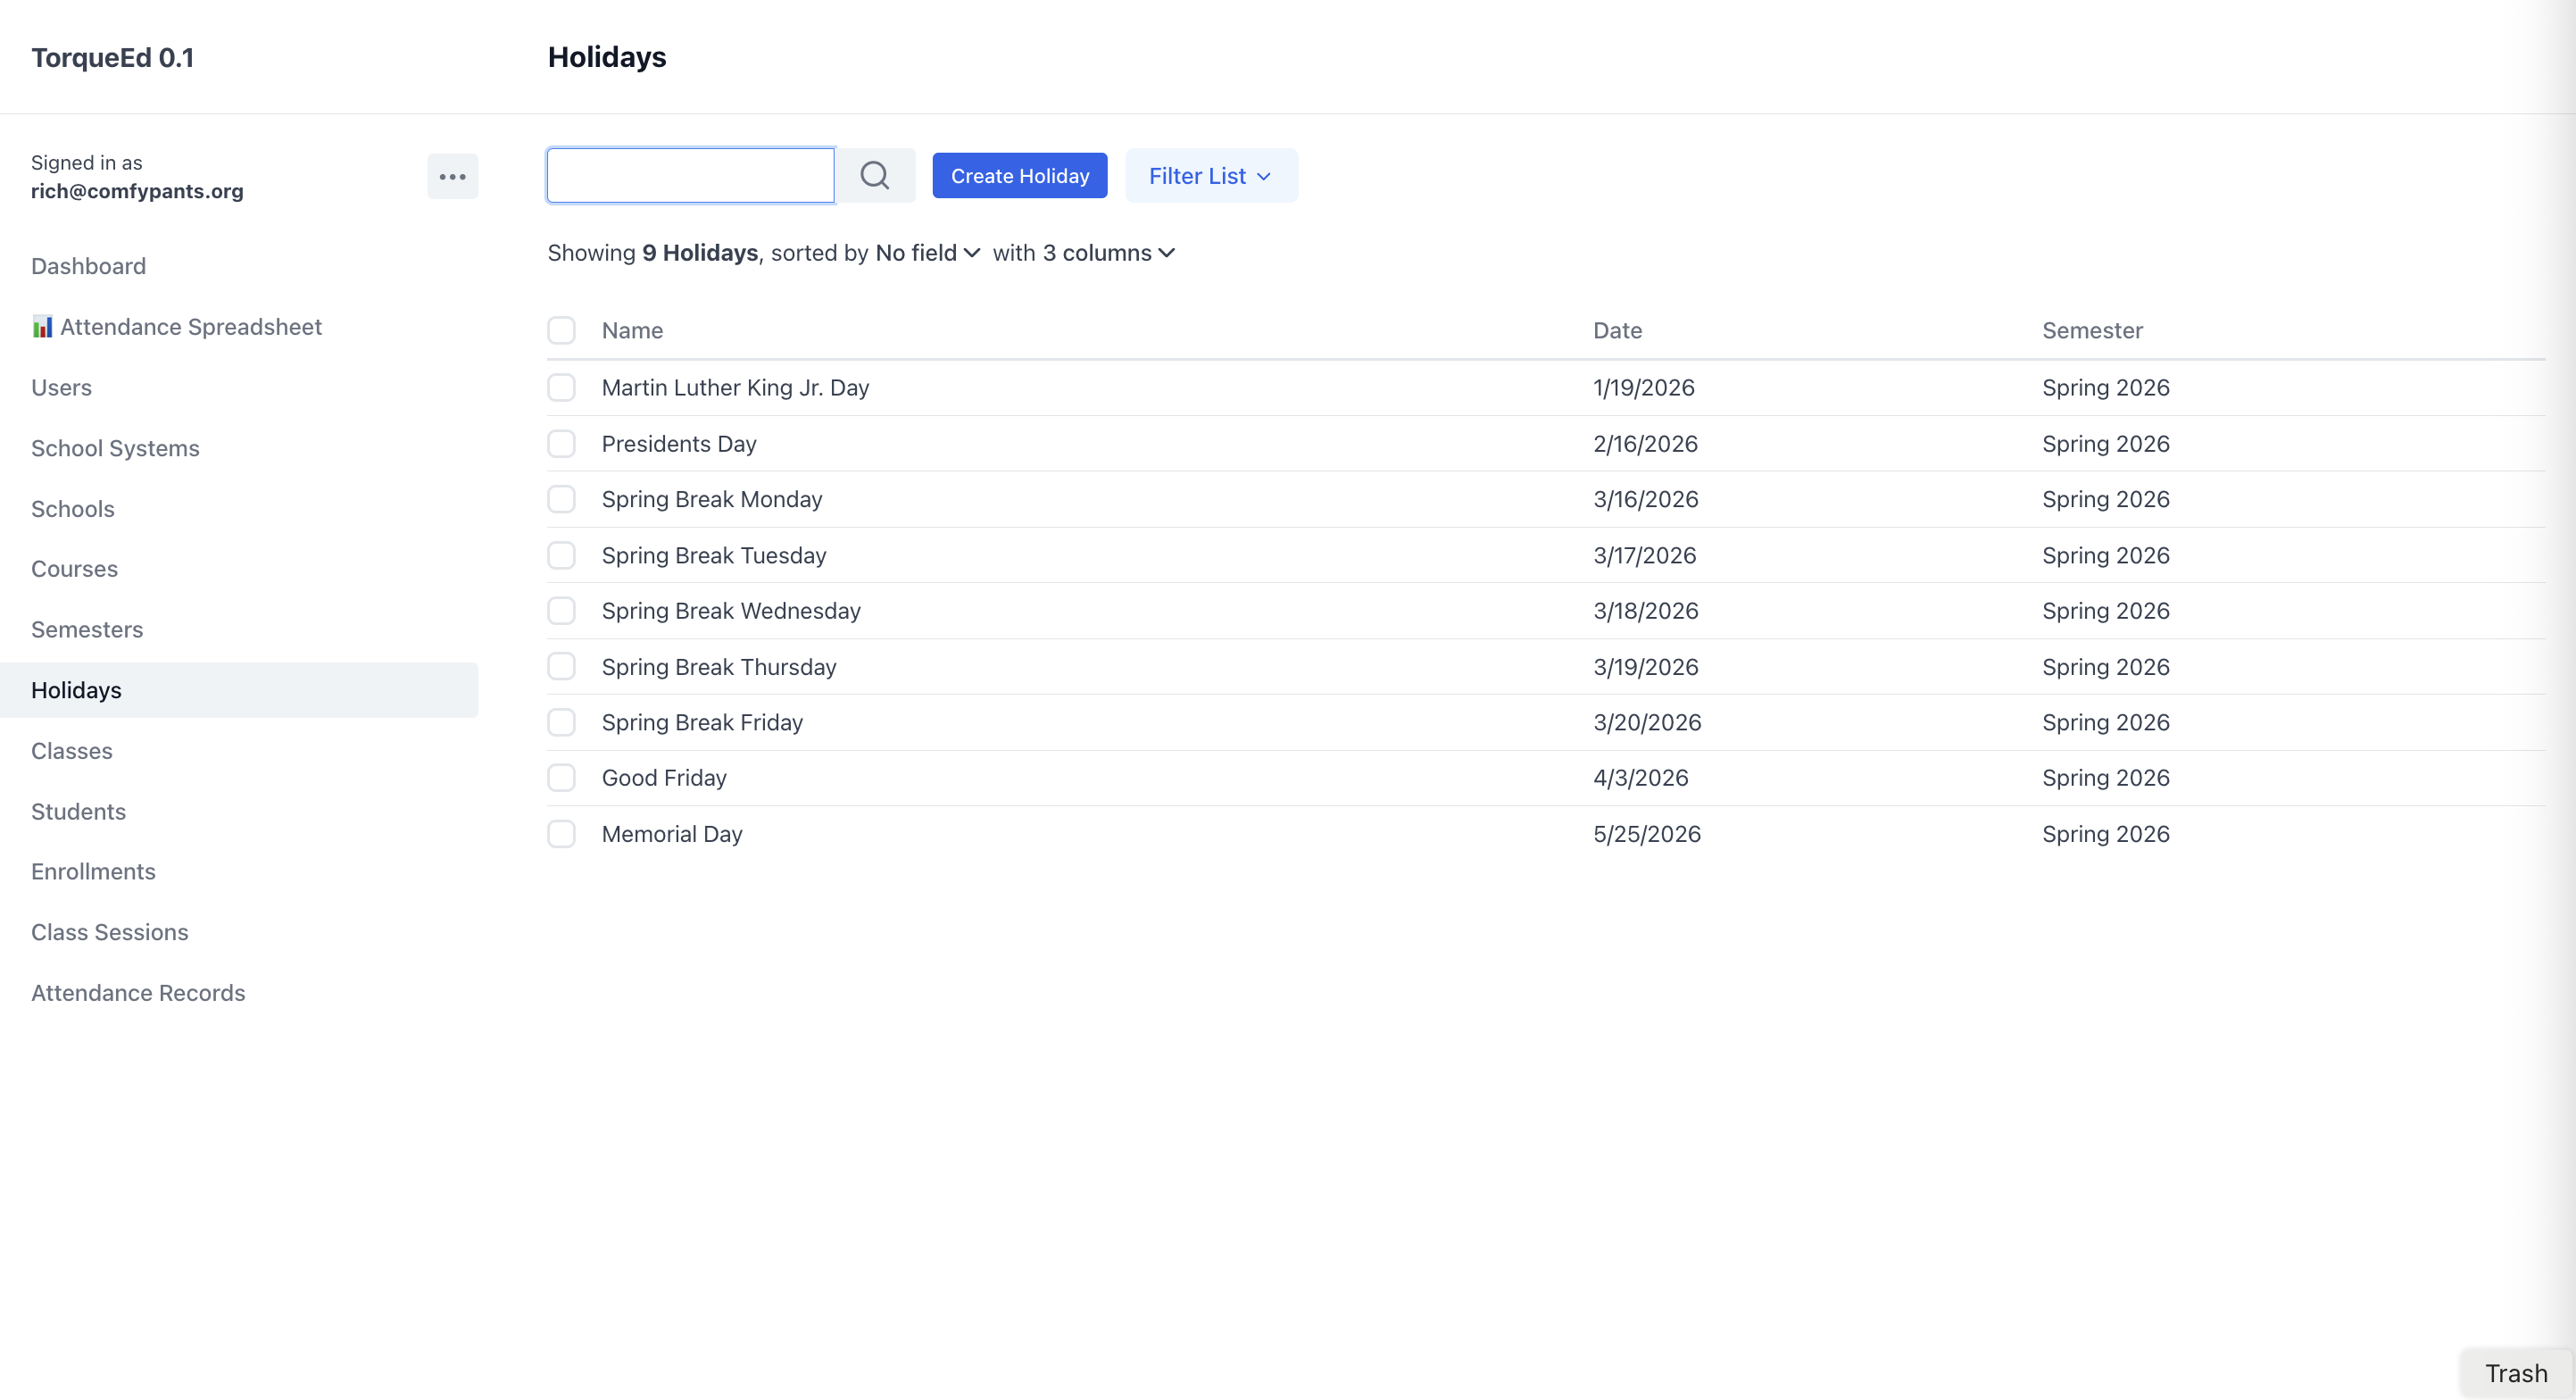 TorqueEd 0.1
Holidays
Signed in as
rich@comfypants.org
Dashboard
Attendance Spreadsheet
Users
School Systems
Schools
Courses
Semesters
Holidays
Classes
Students
Enrollments
Class Sessions
Attendance Records
Create Holiday
Filter List
Showing 9 Holidays, sorted by No field with 3 columns
Name Date Semester
Martin Luther King Jr. Day 1/19/2026 Spring 2026
Presidents Day 2/16/2026 Spring 2026
Spring Break Monday 3/16/2026 Spring 2026
Spring Break Tuesday 3/17/2026 Spring 2026
Spring Break Wednesday 3/18/2026 Spring 2026
Spring Break Thursday 3/19/2026 Spring 2026
Spring Break Friday 3/20/2026 Spring 2026
Good Friday 4/3/2026 Spring 2026
Memorial Day 5/25/2026 Spring 2026
Trash